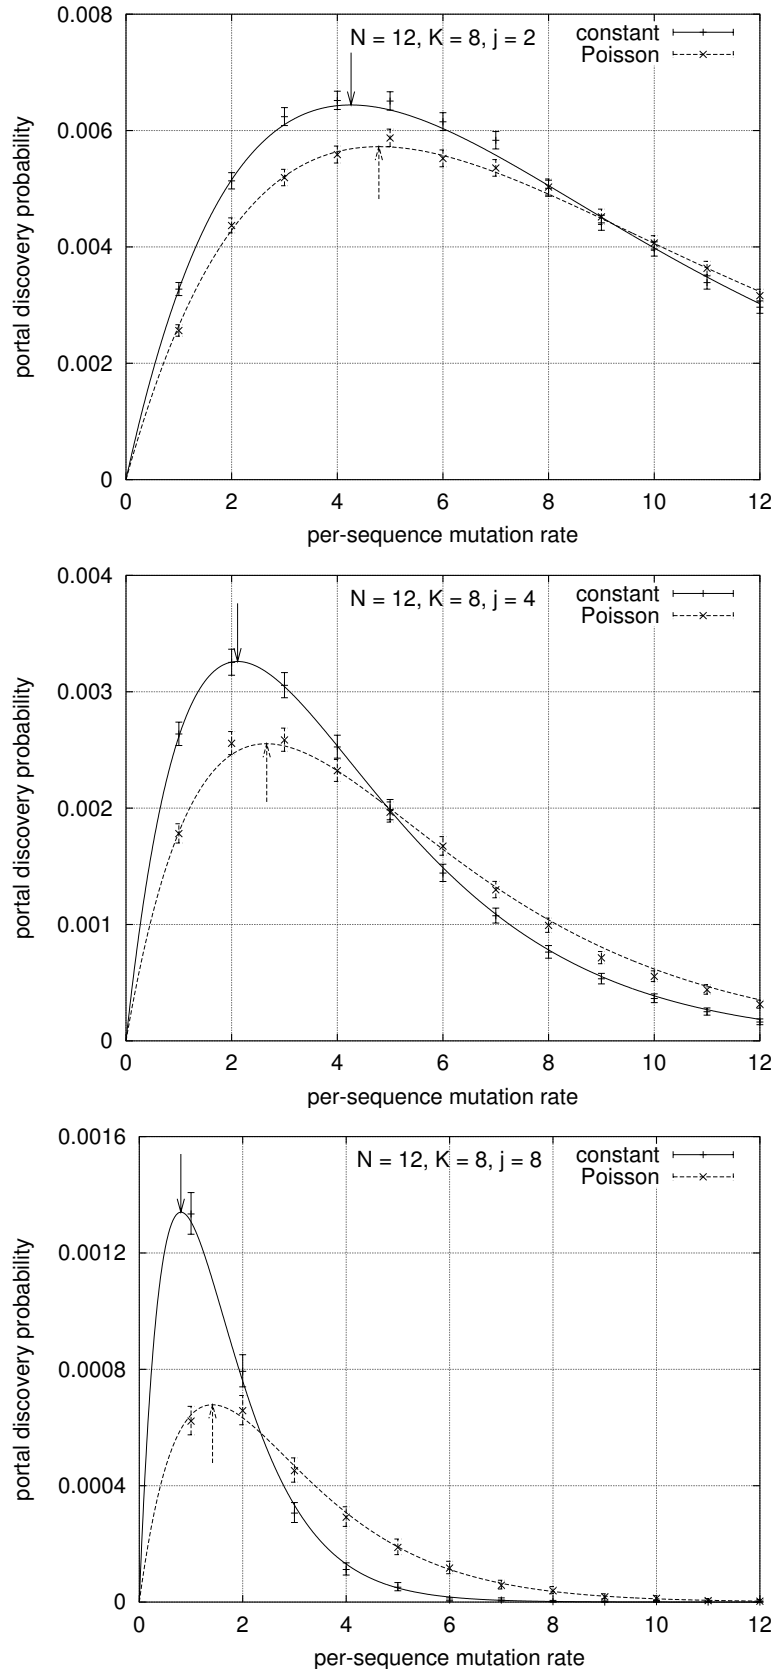 0.008
N = 12, K = 8, j = 2
constant
Poisson
0.006
0.004
0.002
0
portal discovery probability
0 2 4 6 8 10 12
per-sequence mutation rate
0.004
N = 12, K = 8, j = 4
constant
Poisson
0.003
0.002
0.001
0
portal discovery probability
0 2 4 6 8 10 12
per-sequence mutation rate
0.0016
N = 12, K = 8, j = 8
constant
Poisson
0.0012
0.0008
0.0004
0
portal discovery probability
0 2 4 6 8 10 12
per-sequence mutation rate